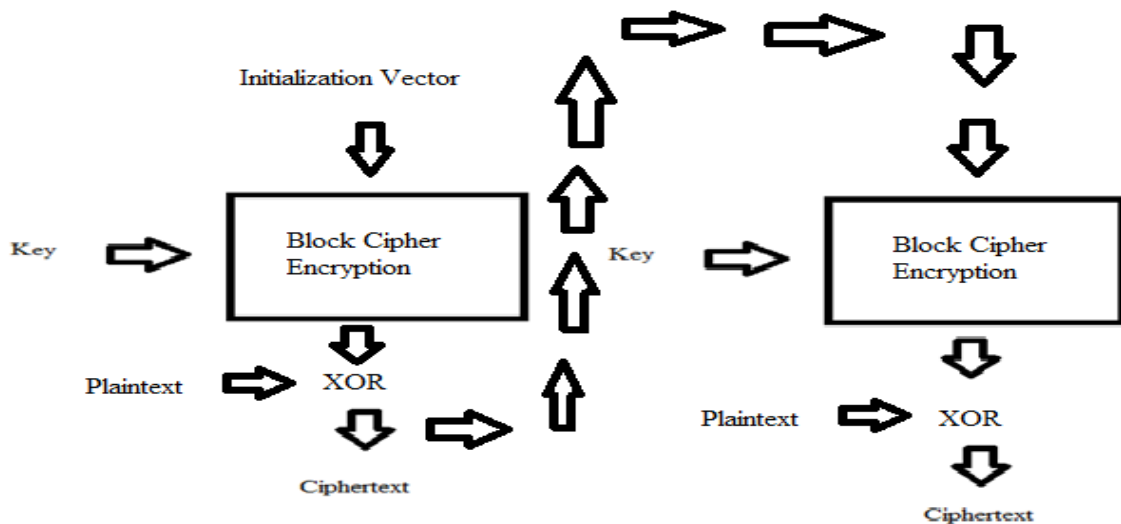 Initialization Vector
Key
Block Cipher
Encryption
Plaintext
XOR
Ciphertext
Key
Block Cipher
Encryption
Plaintext
XOR
Ciphertext